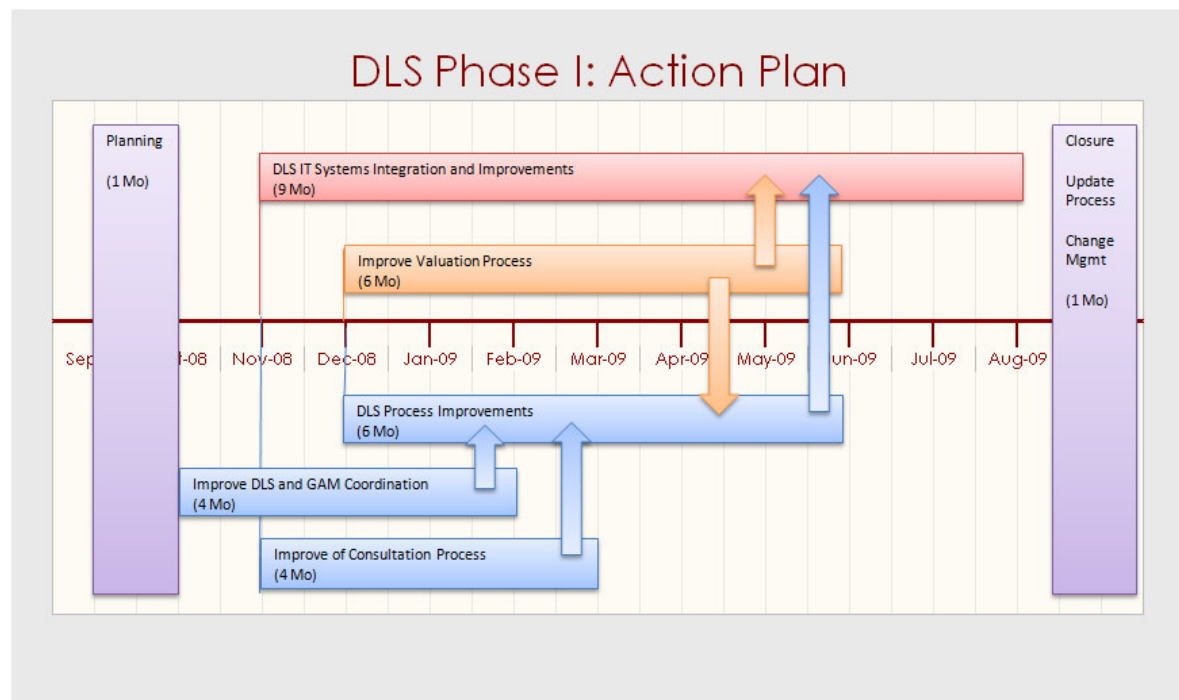 DLS Phase I: Action Plan
Planning
(1 Mo)
DLS IT Systems Integration and Improvements
(9 Mo)
Closure
Update
Process
Change
Mgmt
(1 Mo)
Improve Valuation Process
(6 Mo)
Nov-08 Dec-08 Jan-09 Feb-09 Mar-09 Apr-09 May-09 Jul-09 Aug-09
DLS Process Improvements
(6 Mo)
Improve DLS and GAM Coordination
(4 Mo)
Improve of Consultation Process
(4 Mo)